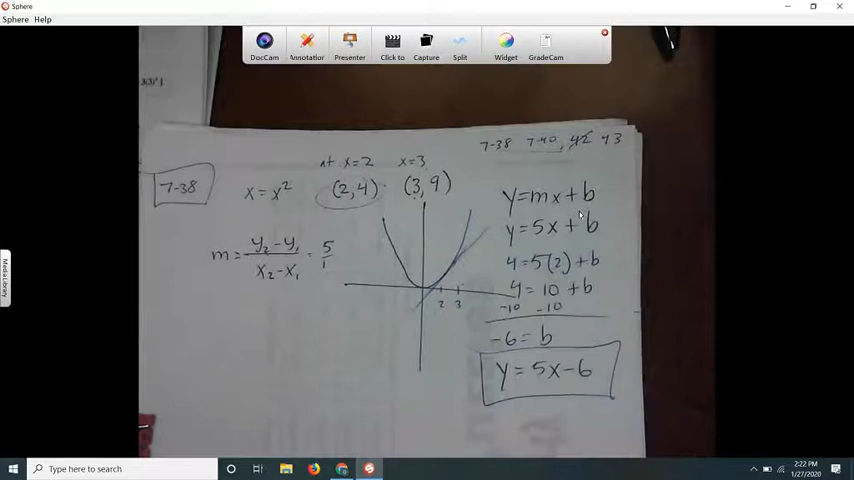 Sphere
Sphere Help
DocCam Annotation Presenter Click to Capture Split Widget GradeCam
Media Library
7-38 7-40, 42 43
at x=2 x=3
7-38 x = x² (2,4) (3,9)
m = y₂-y₁ / x₂-x₁ = 5/1
2 3
y=mx+b
y=5x+b
4=5(2)+b
4=10+b
-10 -10
-6=b
y=5x-6
Type here to search
2:22 PM
1/27/2020